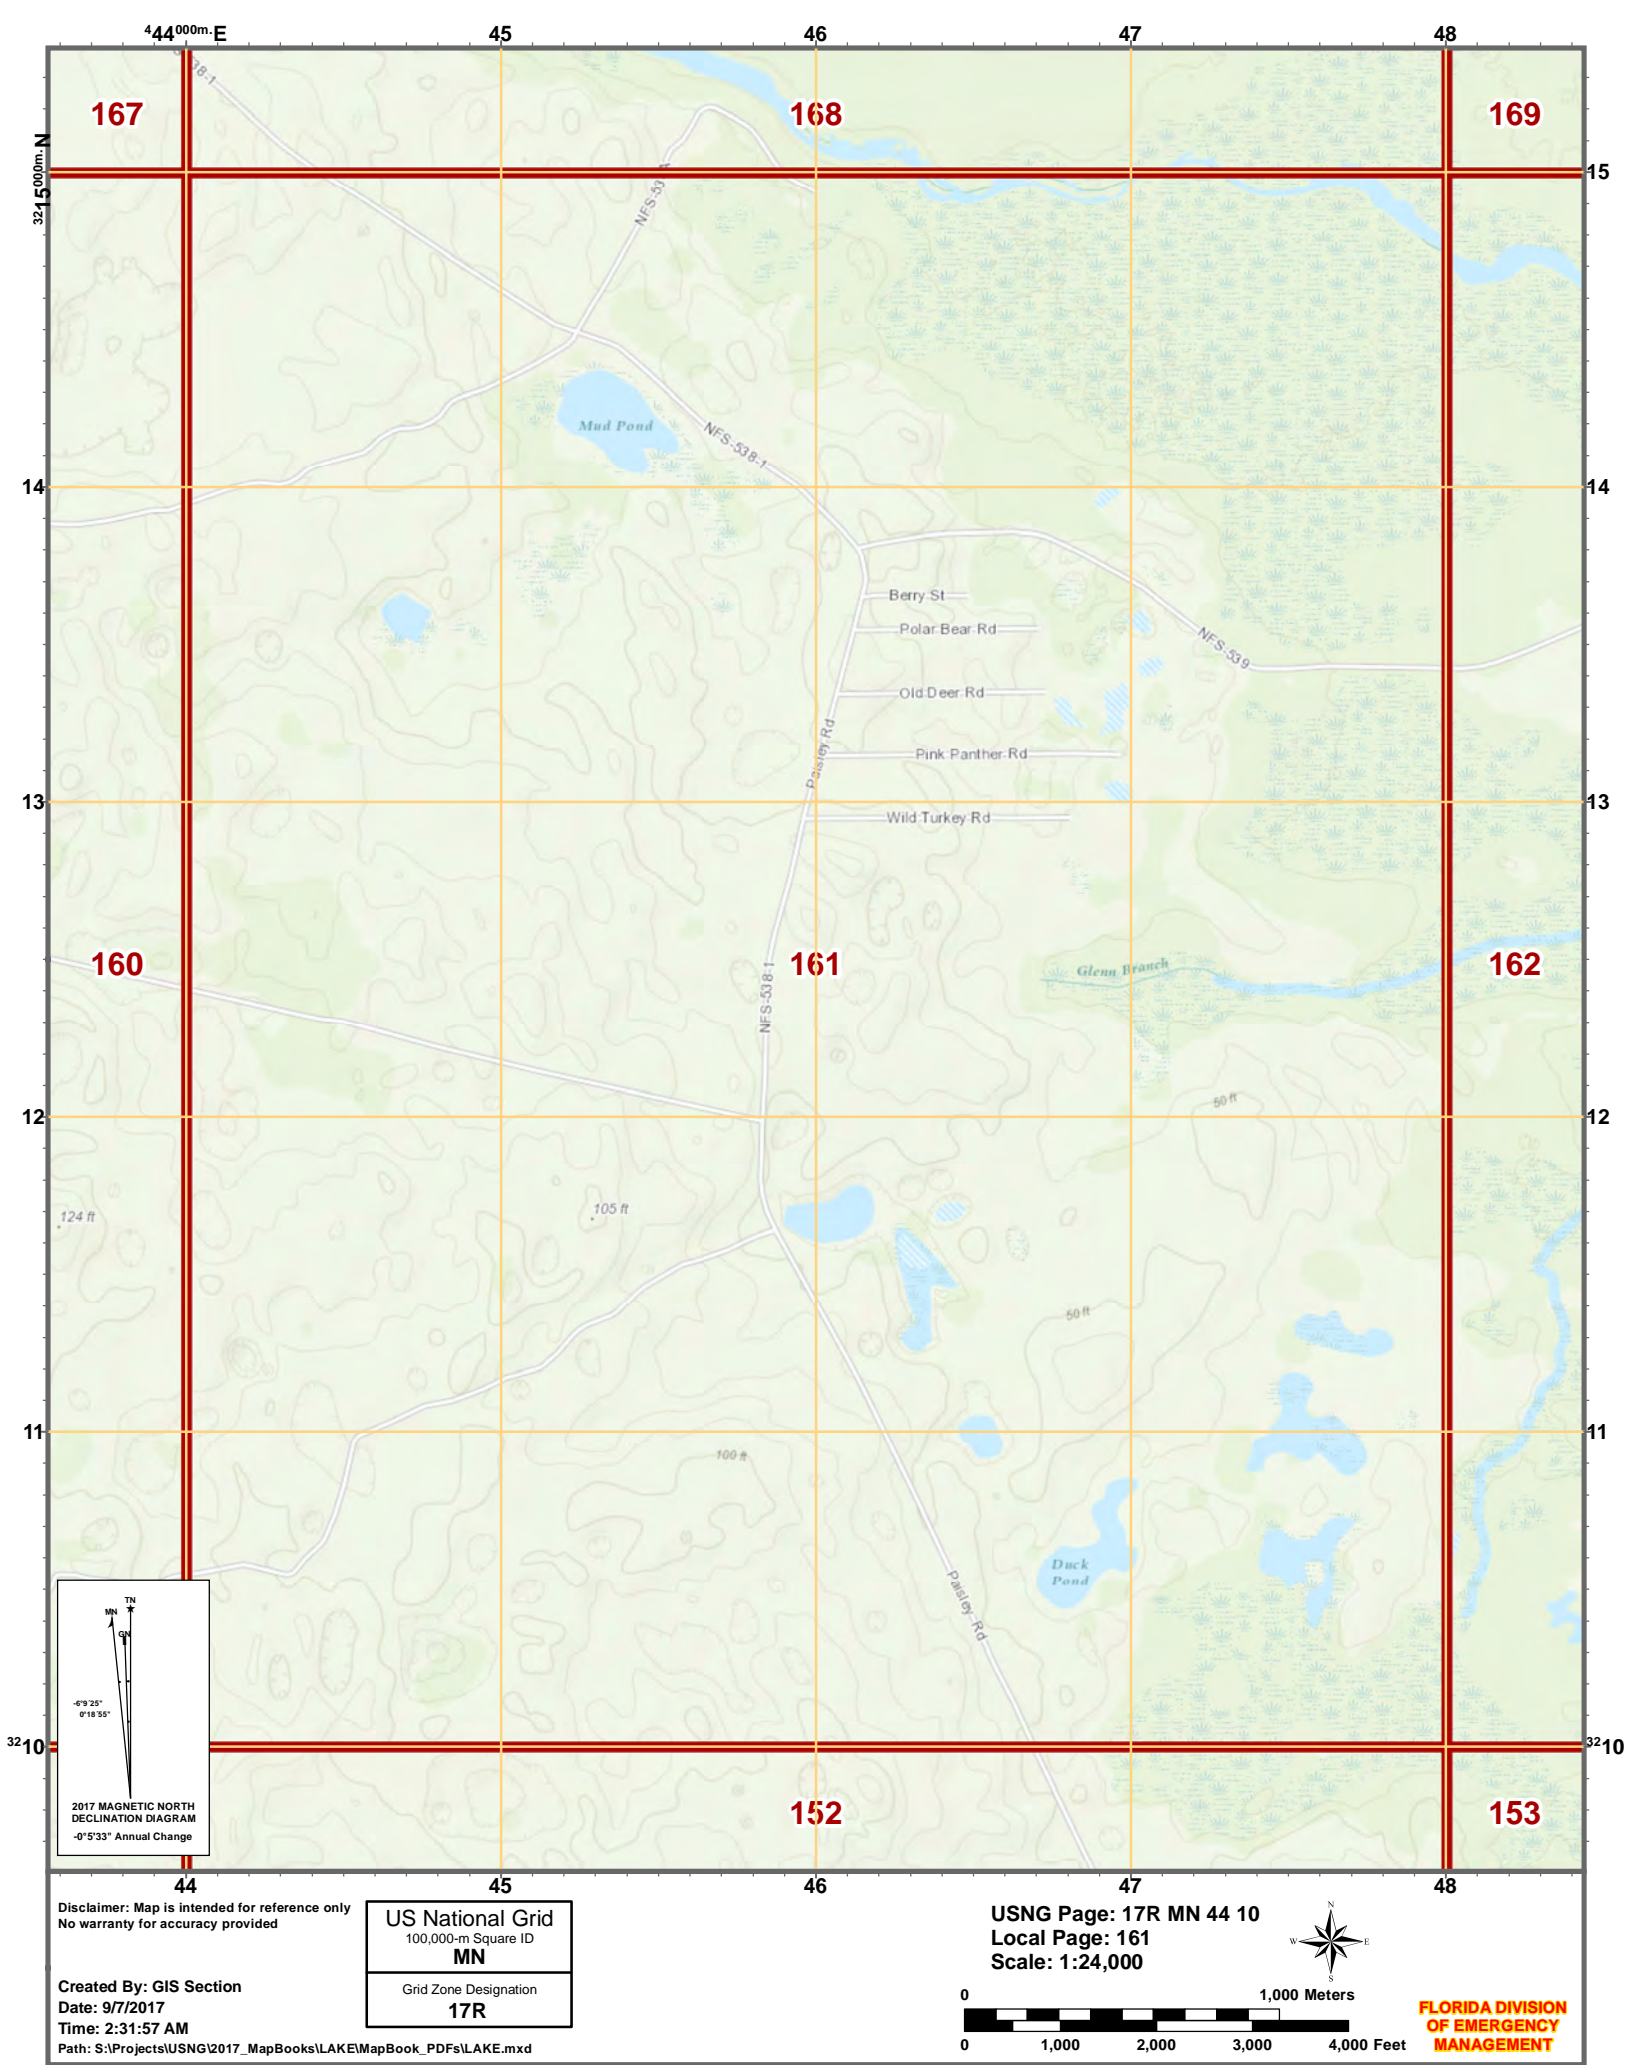 444000m.E 45 46 47 48
38-1
167 168 169
3215000m.N
15
NFS-53
Mud Pond
NFS-538-1
14 14
Berry St
Polar Bear Rd
NFS-539
Old Deer Rd
Paisley Rd
Pink Panther Rd
13 13
Wild Turkey Rd
160 161 162
Glenn Branch
NFS-538-1
50 ft
12 12
124 ft
105 ft
50 ft
11 11
100 ft
Duck
Pond
Paisley Rd
TN
MN
GN
-6°9'25"
0°18'55"
3210 3210
2017 MAGNETIC NORTH
DECLINATION DIAGRAM
-0°5'33" Annual Change
152 153
44 45 46 47 48
Disclaimer: Map is intended for reference only
No warranty for accuracy provided
Created By: GIS Section
Date: 9/7/2017
Time: 2:31:57 AM
Path: S:\Projects\USNG\2017_MapBooks\LAKE\MapBook_PDFs\LAKE.mxd
US National Grid
100,000-m Square ID
MN
Grid Zone Designation
17R
USNG Page: 17R MN 44 10
Local Page: 161
Scale: 1:24,000
N
W E
S
0 1,000 Meters
0 1,000 2,000 3,000 4,000 Feet
FLORIDA DIVISION
OF EMERGENCY
MANAGEMENT